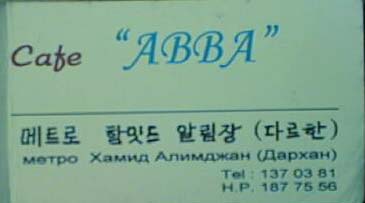 Cafe "ABBA"
메트로 함밋드 알림장 (다르한)
метро Хамид Алимджан (Дархан)
Tel : 137 03 81
H.P. 187 75 56